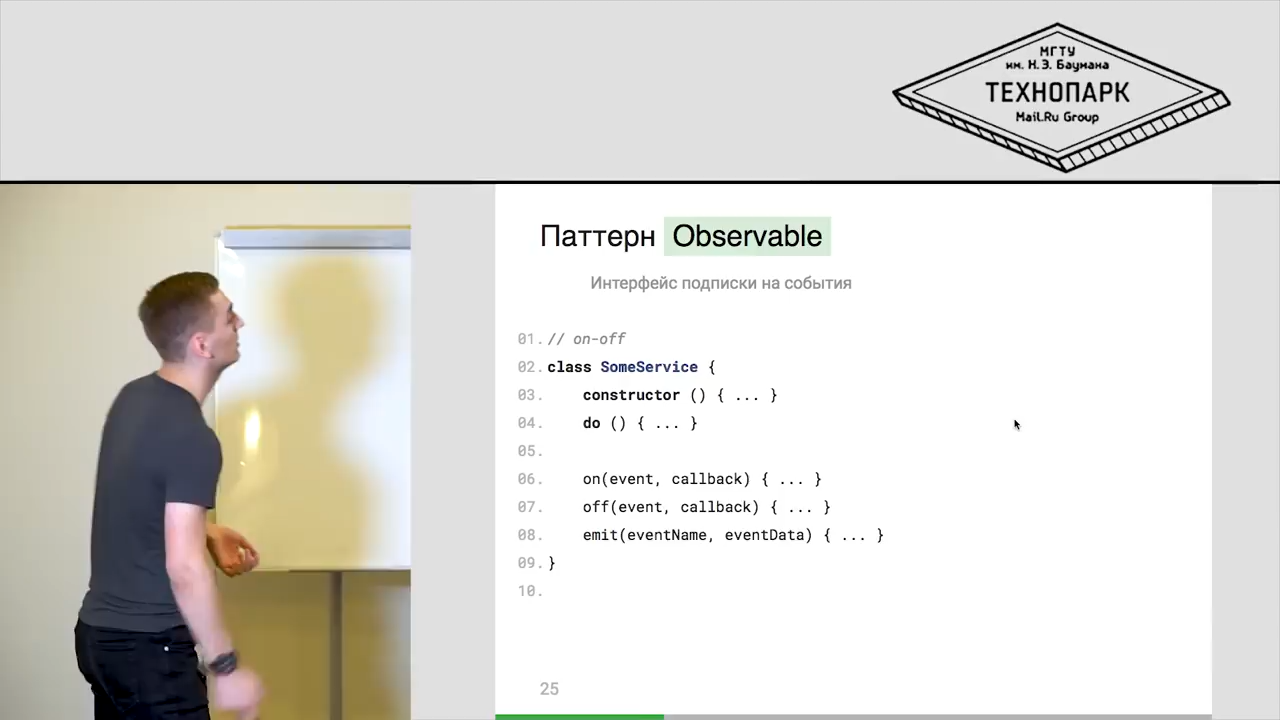 МГТУ
им. Н.Э. Баумана
ТЕХНОПАРК
Mail.Ru Group
Паттерн Observable
Интерфейс подписки на события
01. // on-off
02. class SomeService {
03. constructor () { ... }
04. do () { ... }
05.
06. on(event, callback) { ... }
07. off(event, callback) { ... }
08. emit(eventName, eventData) { ... }
09. }
10.
25